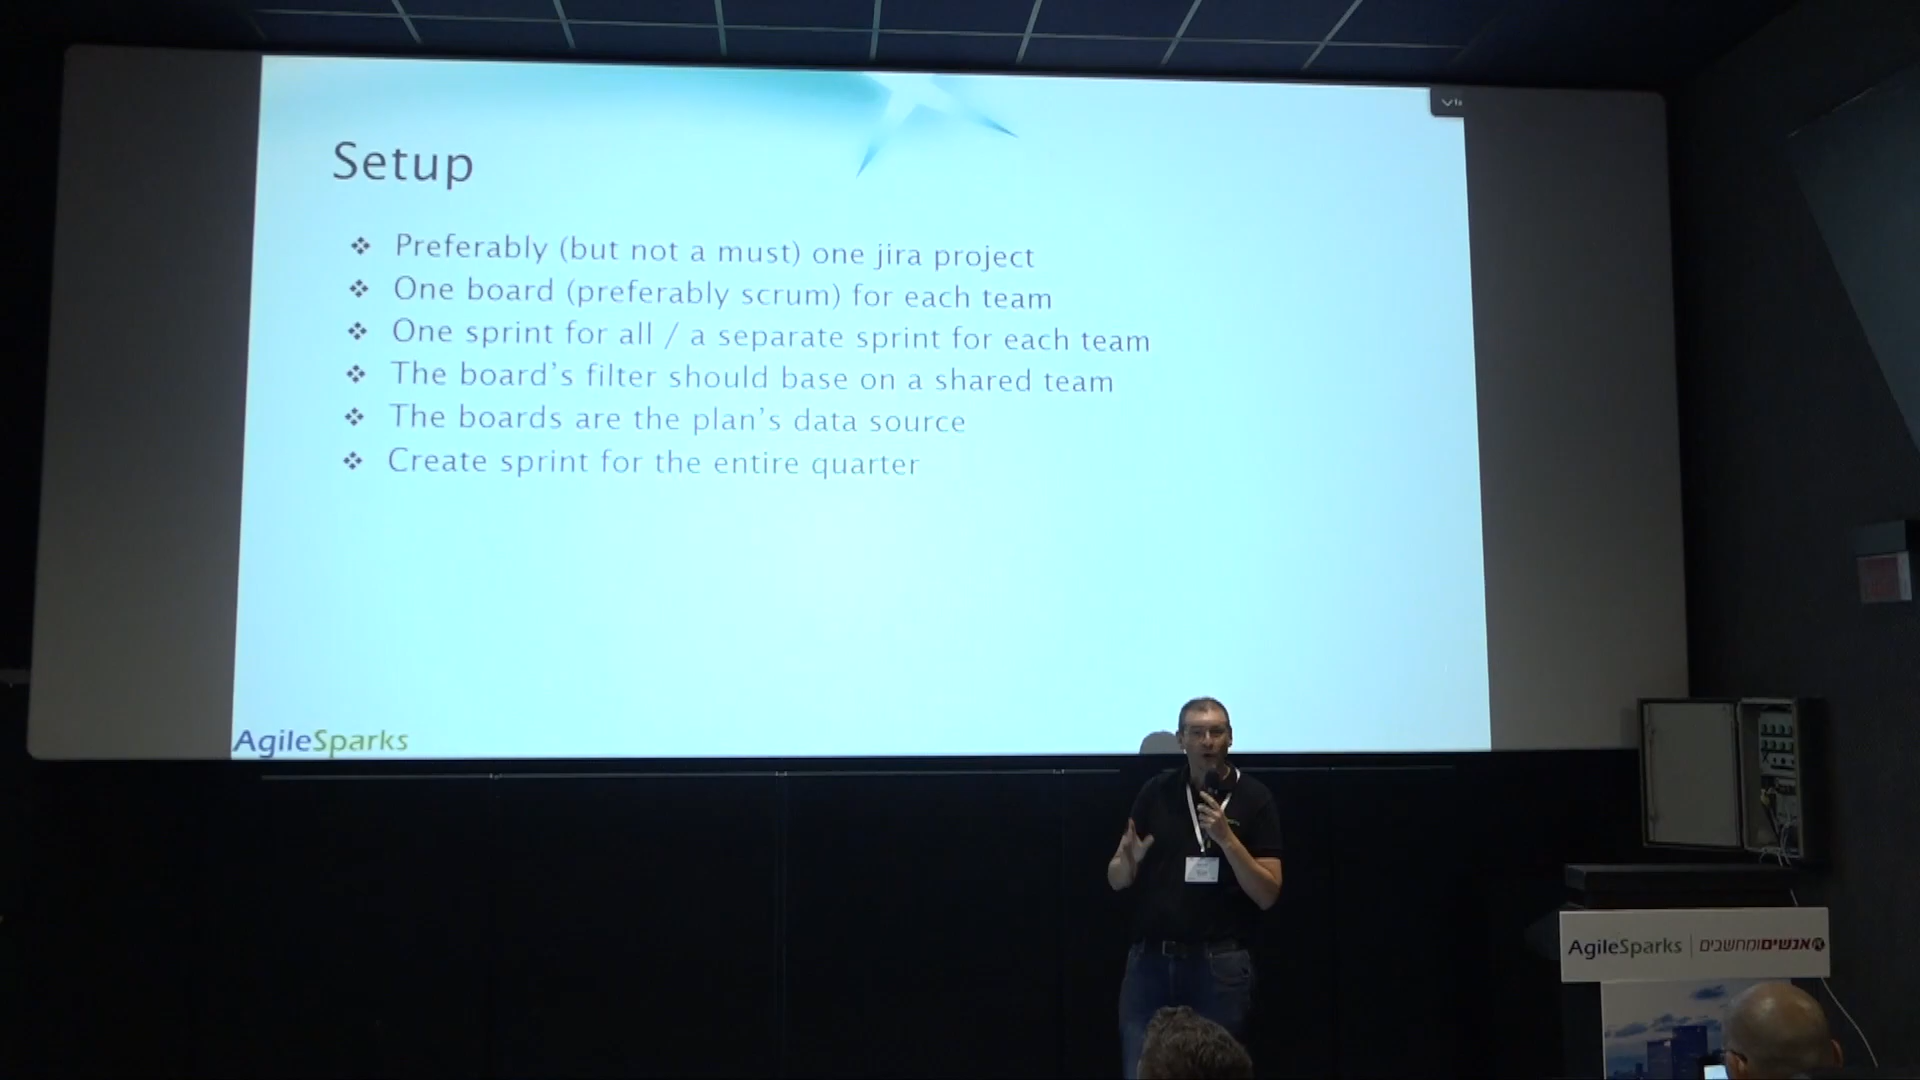 Setup
Preferably (but not a must) one jira project
One board (preferably scrum) for each team
One sprint for all / a separate sprint for each team
The board's filter should base on a shared team
The boards are the plan's data source
Create sprint for the entire quarter
AgileSparks
AgileSparks | אנשיםומחשבים